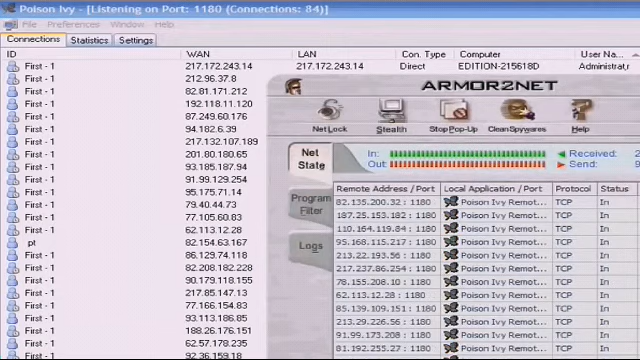 Poison Ivy - [Listening on Port: 1180 (Connections: 84)]
File Preferences Window Help
Connections Statistics Settings
ID WAN LAN Con. Type Computer User Na...
First - 1 217.172.243.14 217.172.243.14 Direct EDITION-215618D
First - 1 212.96.37.8
First - 1 82.81.171.212
First - 1 192.118.11.120
First - 1 87.249.60.176
First - 1 94.182.6.39
First - 1 217.132.107.189
First - 1 201.80.180.65
First - 1 93.185.187.94
First - 1 91.99.129.254
First - 1 95.175.71.14
First - 1 79.40.44.73
First - 1 77.105.60.83
First - 1 62.113.12.28
pt 82.154.63.167
First - 1 86.129.74.118
First - 1 82.208.182.228
First - 1 90.179.118.155
First - 1 217.85.147.13
First - 1 77.166.154.83
First - 1 93.113.186.85
First - 1 188.26.176.151
First - 1 62.57.178.235
First - 1 92.36.159.18
ARMOR2NET
NetLock Stealth StopPop-Up CleanSpywares Help
Net State
Program Filter
Logs
In: Received:
Out: Send:
Remote Address / Port Local Application / Port Protocol Status
82.135.200.32 : 1180 Poison Ivy Remot... TCP In
187.25.153.182 : 1180 Poison Ivy Remot... TCP In
110.164.119.84 : 1180 Poison Ivy Remot... TCP In
95.168.115.217 : 1180 Poison Ivy Remot... TCP In
213.22.193.56 : 1180 Poison Ivy Remot... TCP In
217.237.86.254 : 1180 Poison Ivy Remot... TCP In
78.155.208.10 : 1180 Poison Ivy Remot... TCP In
62.113.12.28 : 1180 Poison Ivy Remot... TCP In
85.139.109.151 : 1180 Poison Ivy Remot... TCP In
213.29.226.56 : 1180 Poison Ivy Remot... TCP In
91.99.173.208 : 1180 Poison Ivy Remot... TCP In
81.192.255.27 : 1180 Poison Ivy Remot... TCP In